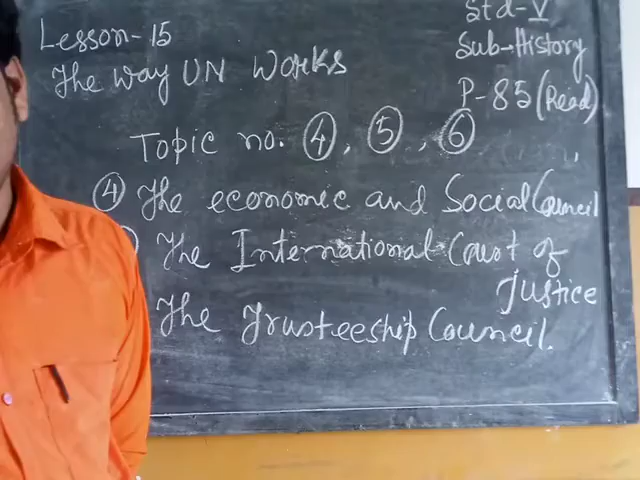 Lesson-15
Std-V
The Way UN Works
Sub→History
P-85(Read)
Topic no. ④, ⑤, ⑥
④ The economic and Social Council
The International Court of
Justice
The Trusteeship Council.